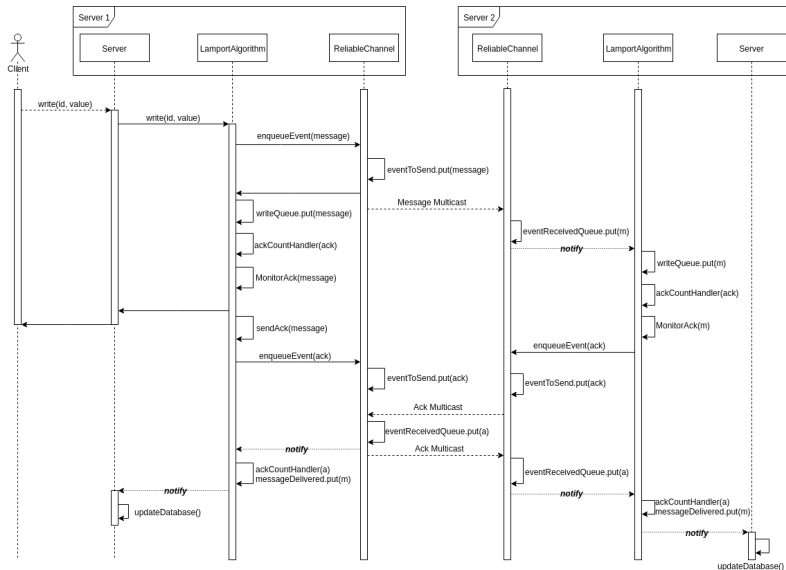 Server 1
Server 2
Client
Server
LamportAlgorithm
ReliableChannel
ReliableChannel
LamportAlgorithm
Server
write(id, value)
write(id, value)
enqueueEvent(message)
eventToSend.put(message)
writeQueue.put(message)
Message Multicast
eventReceivedQueue.put(m)
ackCountHandler(ack)
notify
writeQueue.put(m)
MonitorAck(message)
ackCountHandler(ack)
sendAck(message)
MonitorAck(m)
enqueueEvent(ack)
enqueueEvent(ack)
eventToSend.put(ack)
eventToSend.put(ack)
Ack Multicast
eventReceivedQueue.put(a)
notify
Ack Multicast
ackCountHandler(a)
messageDelivered.put(m)
eventReceivedQueue.put(a)
notify
notify
ackCountHandler(a)
messageDelivered.put(m)
updateDatabase()
notify
updateDatabase()